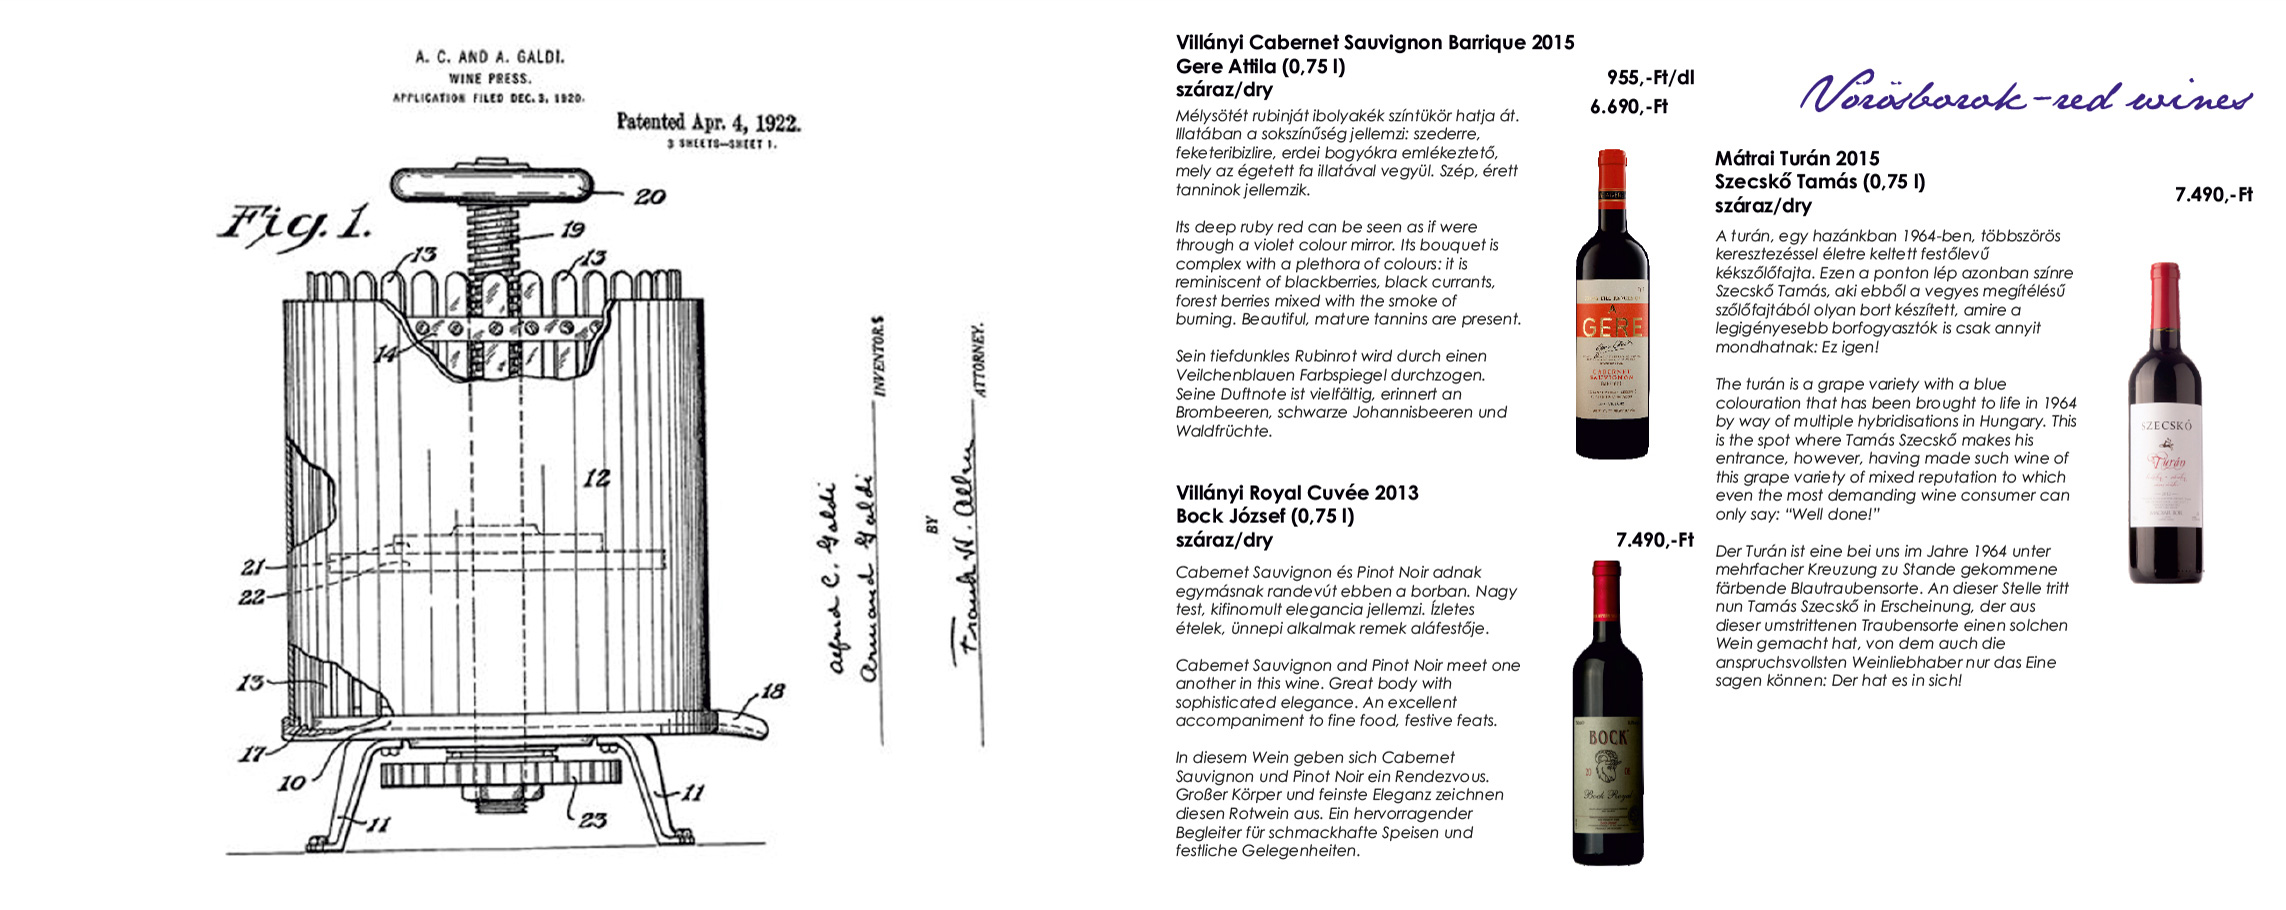 A. C. AND A. GALDI.
WINE PRESS.
APPLICATION FILED DEC. 3, 1920.
Patented Apr. 4, 1922.
3 SHEETS—SHEET 1.
Fig. 1.
20
19
13
13
14
12
21
22
13
18
17
10
11
11
23
Alfred C. Galdi
Armand Galdi
INVENTORS
BY
Frank W. Allen
ATTORNEY.
Villányi Cabernet Sauvignon Barrique 2015
Gere Attila (0,75 l)
száraz/dry
955,-Ft/dl
6.690,-Ft
Mélysötét rubinját ibolyakék színtükör hatja át.
Illatában a sokszínűség jellemzi: szederre,
feketeribizlire, erdei bogyókra emlékeztető,
mely az égetett fa illatával vegyül. Szép, érett
tanninok jellemzik.
Its deep ruby red can be seen as if were
through a violet colour mirror. Its bouquet is
complex with a plethora of colours: it is
reminiscent of blackberries, black currants,
forest berries mixed with the smoke of
burning. Beautiful, mature tannins are present.
Sein tiefdunkles Rubinrot wird durch einen
Veilchenblauen Farbspiegel durchzogen.
Seine Duftnote ist vielfältig, erinnert an
Brombeeren, schwarze Johannisbeeren und
Waldfrüchte.
GERE
CABERNET
SAUVIGNON
Villányi Royal Cuvée 2013
Bock József (0,75 l)
száraz/dry
7.490,-Ft
Cabernet Sauvignon és Pinot Noir adnak
egymásnak randevút ebben a borban. Nagy
test, kifinomult elegancia jellemzi. Ízletes
ételek, ünnepi alkalmak remek aláfestője.
Cabernet Sauvignon and Pinot Noir meet one
another in this wine. Great body with
sophisticated elegance. An excellent
accompaniment to fine food, festive feats.
In diesem Wein geben sich Cabernet
Sauvignon und Pinot Noir ein Rendezvous.
Großer Körper und feinste Eleganz zeichnen
diesen Rotwein aus. Ein hervorragender
Begleiter für schmackhafte Speisen und
festliche Gelegenheiten.
BOCK
Bock Royal
Vörösborok-red wines
Mátrai Turán 2015
Szecskő Tamás (0,75 l)
száraz/dry
7.490,-Ft
A turán, egy hazánkban 1964-ben, többszörös
keresztezéssel életre keltett festőlevű
kékszőlőfajta. Ezen a ponton lép azonban színre
Szecskő Tamás, aki ebből a vegyes megítélésű
szőlőfajtából olyan bort készített, amire a
legigényesebb borfogyasztók is csak annyit
mondhatnak: Ez igen!
The turán is a grape variety with a blue
colouration that has been brought to life in 1964
by way of multiple hybridisations in Hungary. This
is the spot where Tamás Szecskő makes his
entrance, however, having made such wine of
this grape variety of mixed reputation to which
even the most demanding wine consumer can
only say: “Well done!”
Der Turán ist eine bei uns im Jahre 1964 unter
mehrfacher Kreuzung zu Stande gekommene
färbende Blautraubensorte. An dieser Stelle tritt
nun Tamás Szecskő in Erscheinung, der aus
dieser umstrittenen Traubensorte einen solchen
Wein gemacht hat, von dem auch die
anspruchsvollsten Weinliebhaber nur das Eine
sagen können: Der hat es in sich!
SZECSKŐ
Turán